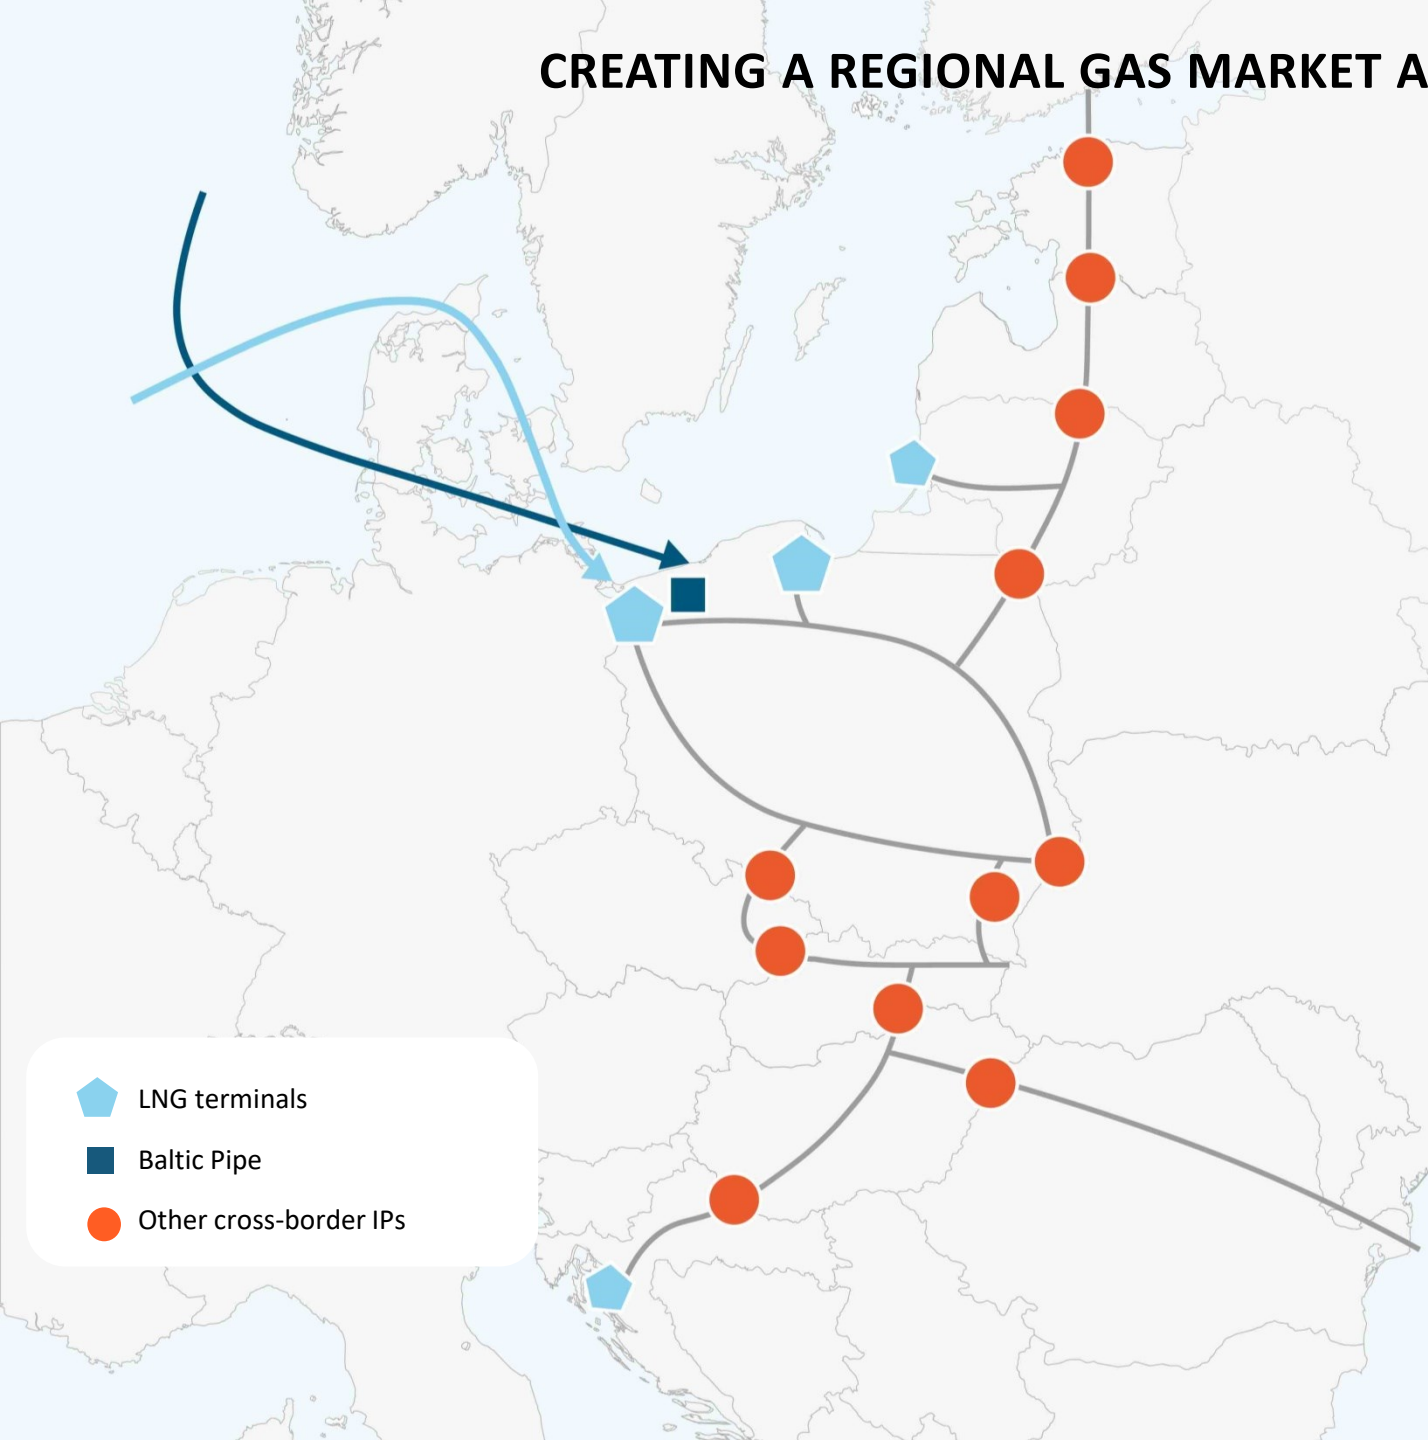 CREATING A REGIONAL GAS MARKET A
LNG terminals
Baltic Pipe
Other cross-border IPs